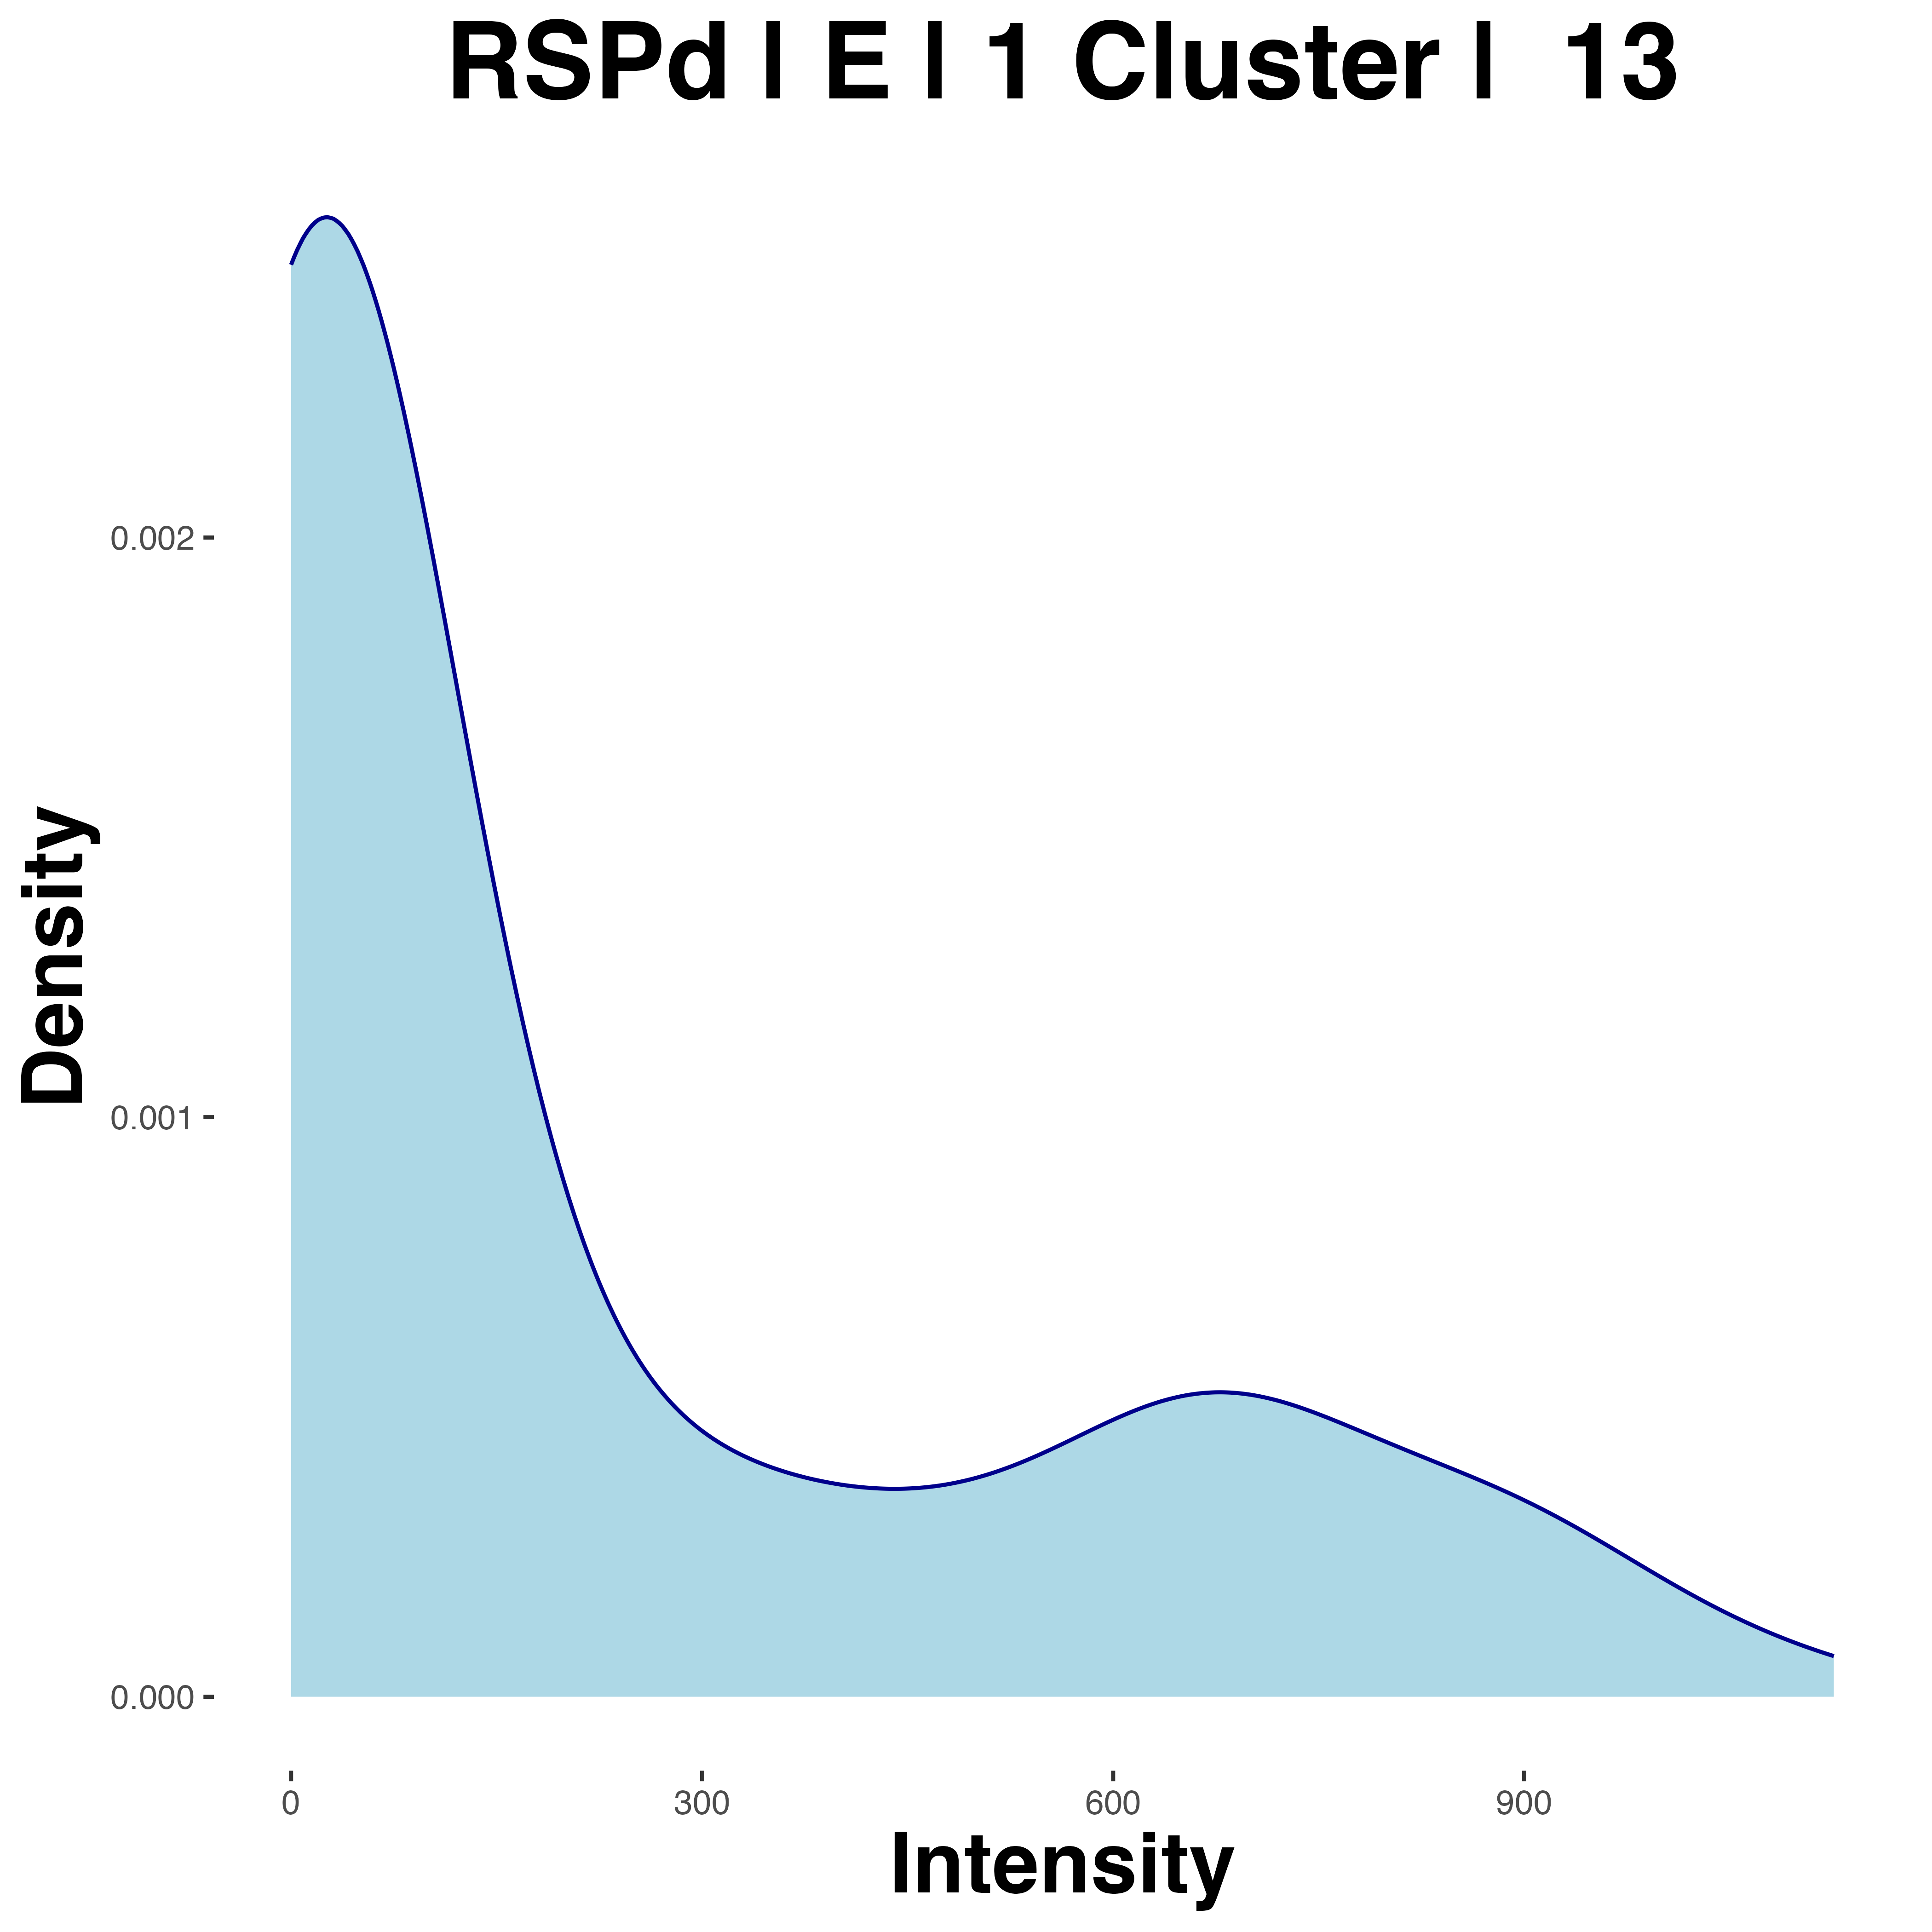 RSPd | E | 1 Cluster | 13
Density
0.002
0.001
0.000
0 300 600 900
Intensity